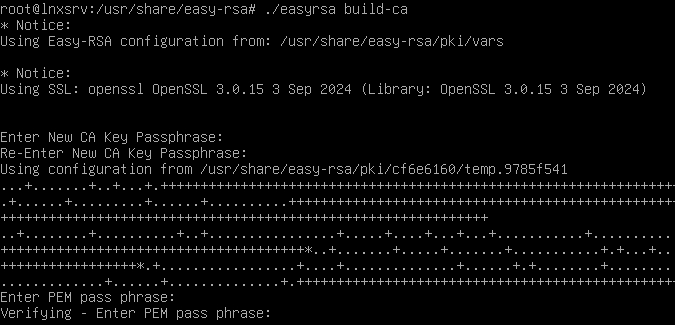 root@lnxsrv:/usr/share/easy-rsa# ./easyrsa build-ca
* Notice:
Using Easy-RSA configuration from: /usr/share/easy-rsa/pki/vars
* Notice:
Using SSL: openssl OpenSSL 3.0.15 3 Sep 2024 (Library: OpenSSL 3.0.15 3 Sep 2024)
Enter New CA Key Passphrase:
Re-Enter New CA Key Passphrase:
Using configuration from /usr/share/easy-rsa/pki/cf6e6160/temp.9785f541
Enter PEM pass phrase:
Verifying - Enter PEM pass phrase: